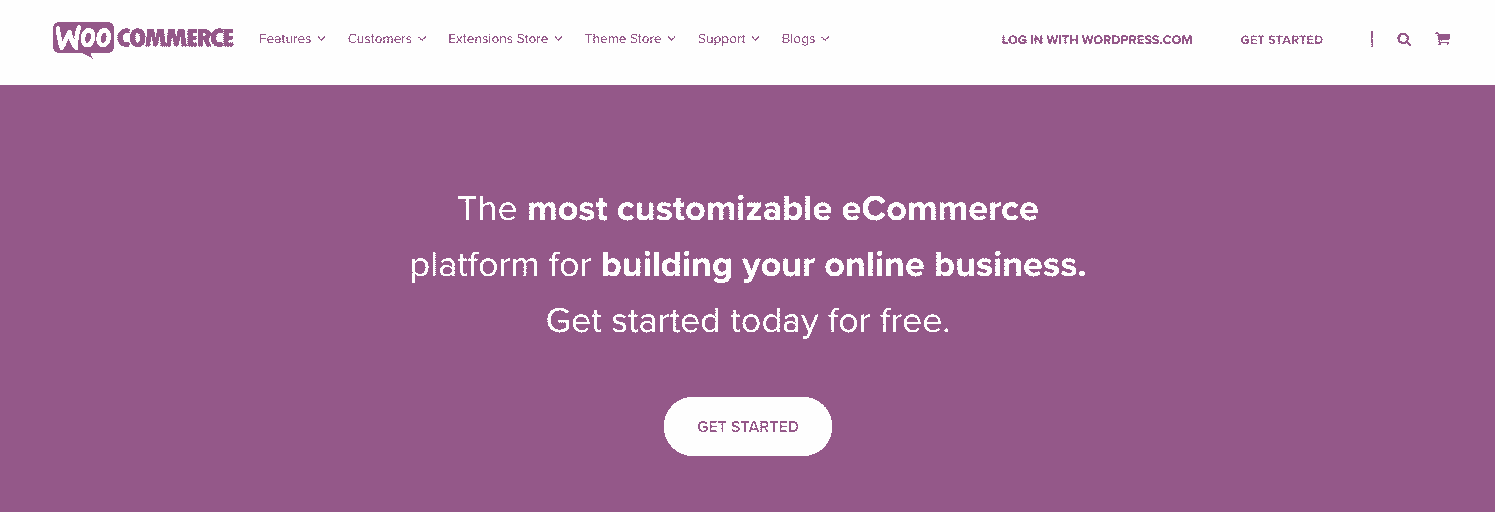 WOO COMMERCE Features Customers Extensions Store Theme Store Support Blogs LOG IN WITH WORDPRESS.COM GET STARTED
The most customizable eCommerce
platform for building your online business.
Get started today for free.
GET STARTED